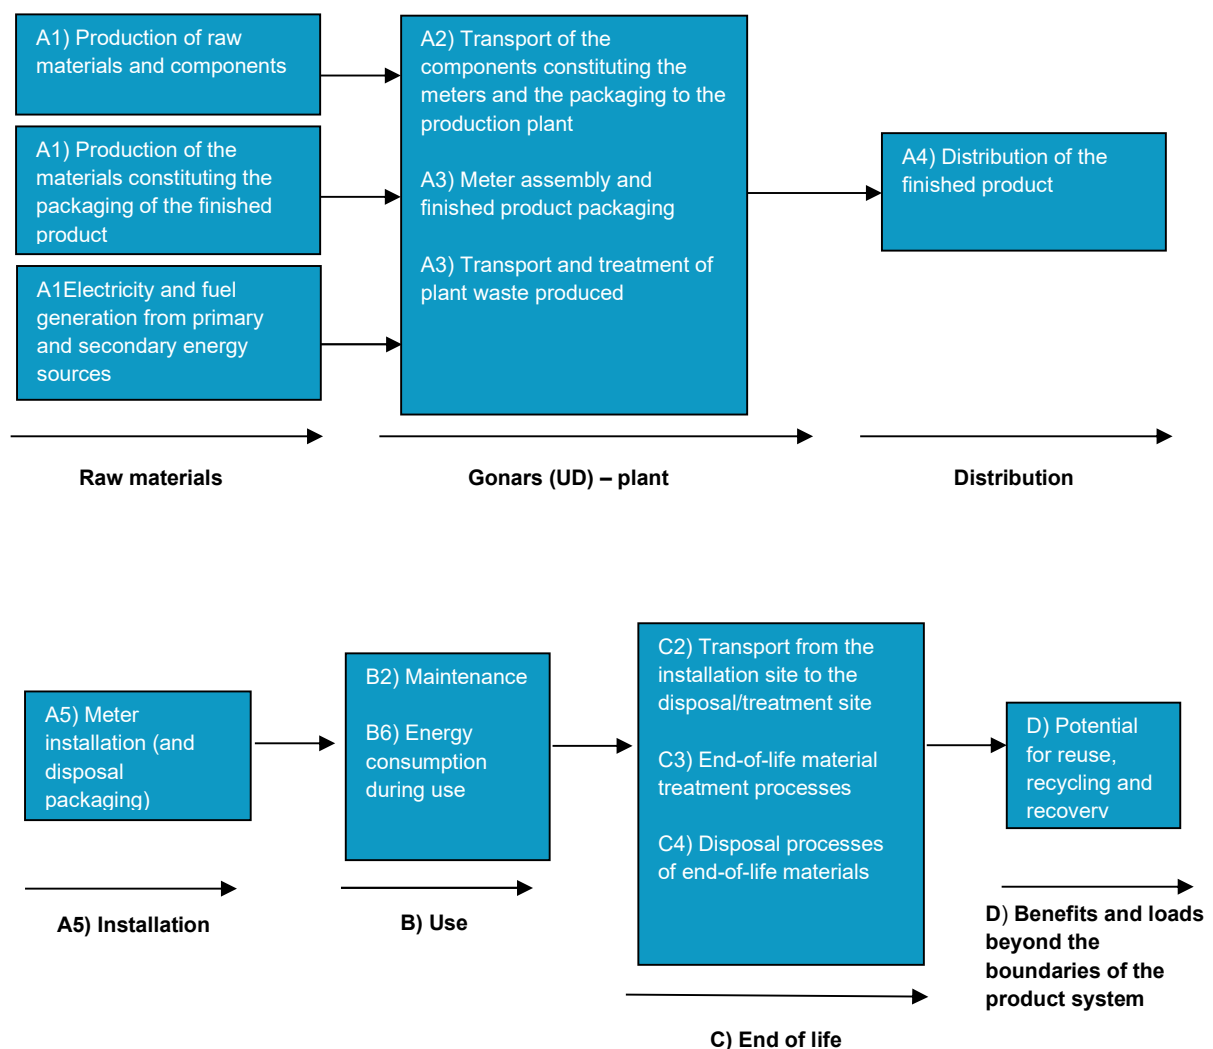 A1) Production of raw
materials and components
A1) Production of the
materials constituting the
packaging of the finished
product
A1Electricity and fuel
generation from primary
and secondary energy
sources
A2) Transport of the
components constituting the
meters and the packaging to the
production plant
A3) Meter assembly and
finished product packaging
A3) Transport and treatment of
plant waste produced
A4) Distribution of the
finished product
Raw materials
Gonars (UD) – plant
Distribution
A5) Meter
installation (and
disposal
packaging)
B2) Maintenance
B6) Energy
consumption
during use
C2) Transport from the
installation site to the
disposal/treatment site
C3) End-of-life material
treatment processes
C4) Disposal processes
of end-of-life materials
D) Potential
for reuse,
recycling and
recovery
A5) Installation
B) Use
C) End of life
D) Benefits and loads
beyond the
boundaries of the
product system